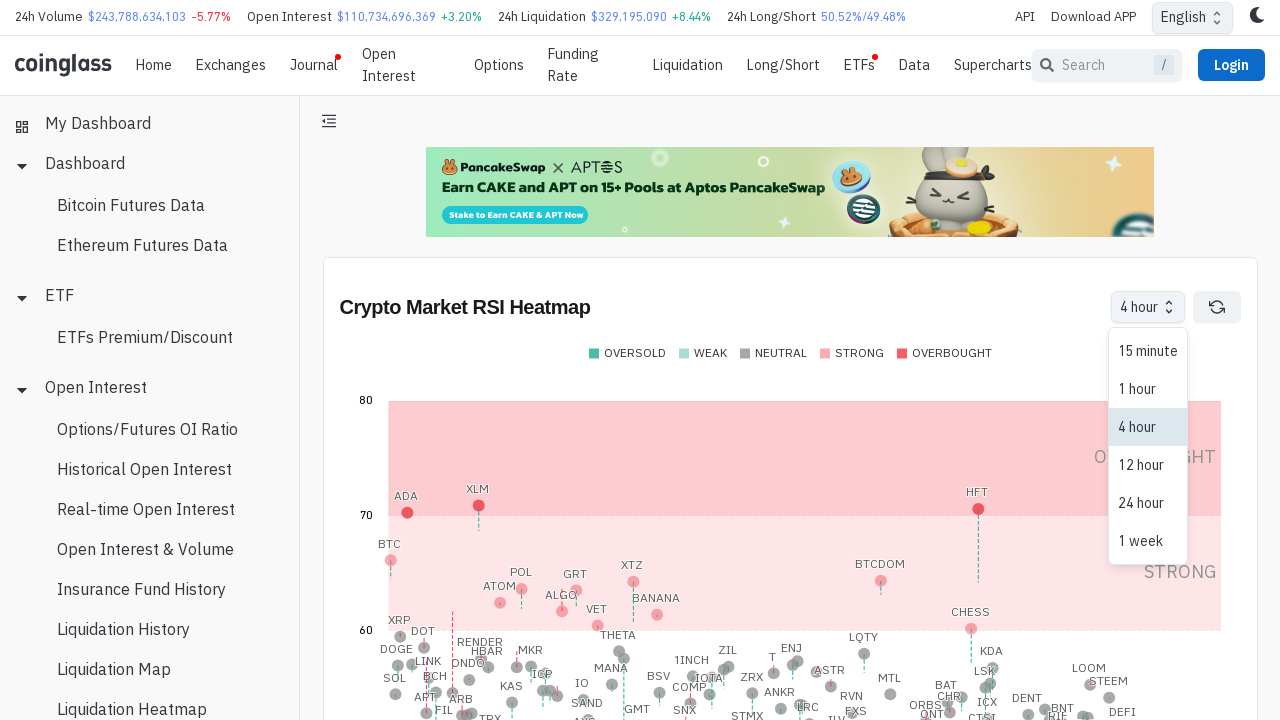 24h Volume $243,788,634,103 -5.77% Open Interest $110,734,696,369 +3.20% 24h Liquidation $329,195,090 +8.44% 24h Long/Short 50.52%/49.48% API Download APP English
coinglass Home Exchanges Journal Open Interest Options Funding Rate Liquidation Long/Short ETFs Data Supercharts Search / Login
My Dashboard
Dashboard
Bitcoin Futures Data
Ethereum Futures Data
ETF
ETFs Premium/Discount
Open Interest
Options/Futures OI Ratio
Historical Open Interest
Real-time Open Interest
Open Interest & Volume
Insurance Fund History
Liquidation History
Liquidation Map
Liquidation Heatmap
PancakeSwap × APTOS
Earn CAKE and APT on 15+ Pools at Aptos PancakeSwap
Stake to Earn CAKE & APT Now
Crypto Market RSI Heatmap
4 hour
15 minute
1 hour
4 hour
12 hour
24 hour
1 week
OVERSOLD WEAK NEUTRAL STRONG OVERBOUGHT
80
XLM HFT
ADA
70
BTC
XTZ BTCDOM
POL GRT
ATOM ALGO BANANA
VET CHESS
STRONG
60
XRP
DOT
RENDER THETA LQTY
DOGE HBAR MKR ZIL ENJ KDA
LINK ONDO 1INCH T
SOL BCH ICP MANA IOTA ASTR LSK LOOM
KAS IO BSV COMP ZRX MTL BAT STEEM
APT ARB SAND ANKR RVN CHR DENT
FIL GMT SNX ORBS ICX BNT DEFI